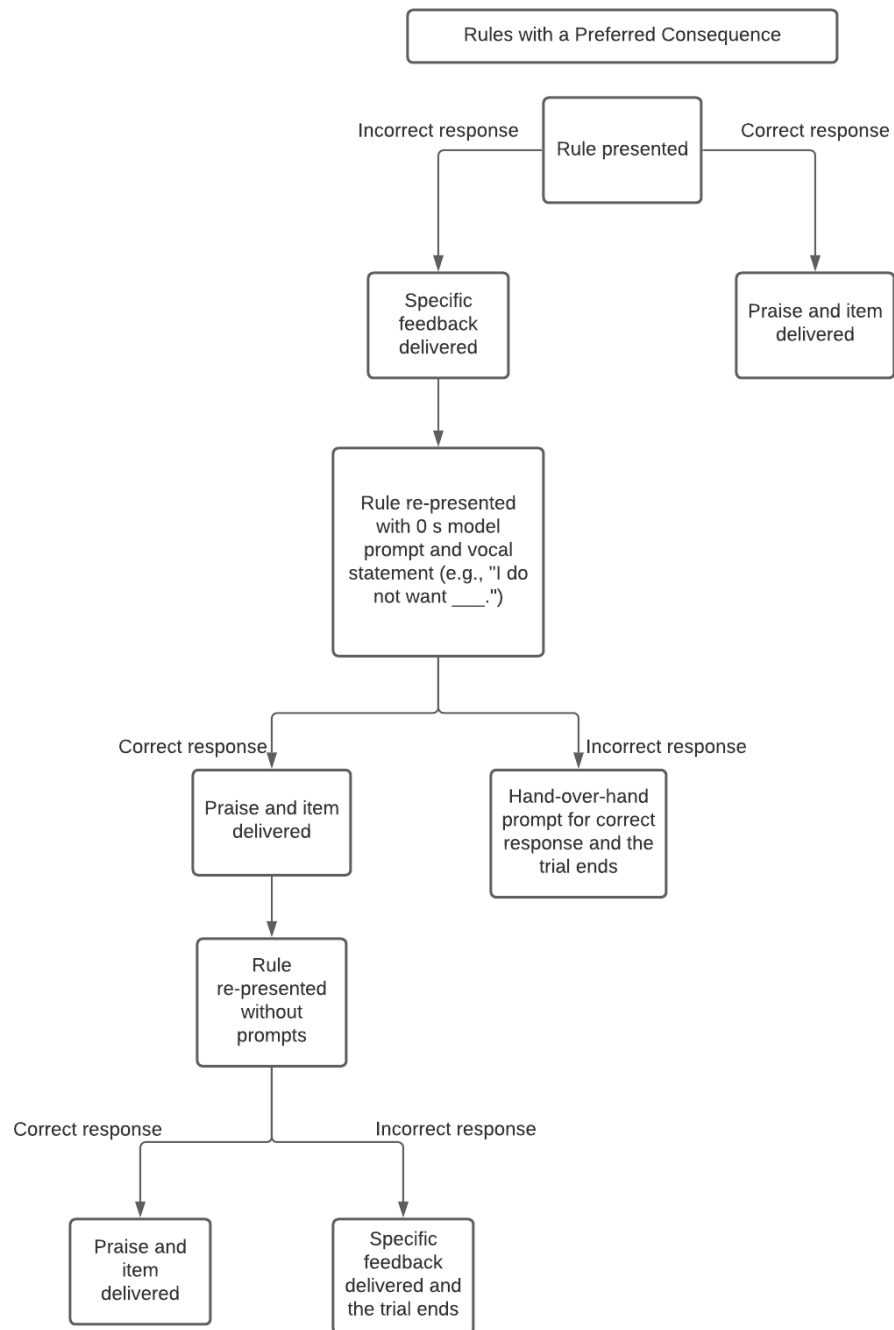 Rules with a Preferred Consequence
Incorrect response
Correct response
Rule presented
Specific
feedback
delivered
Praise and item
delivered
Rule re-presented
with 0 s model
prompt and vocal
statement (e.g., "I do
not want ___.")
Correct response
Incorrect response
Praise and item
delivered
Hand-over-hand
prompt for correct
response and the
trial ends
Rule
re-presented
without
prompts
Correct response
Incorrect response
Praise and
item
delivered
Specific
feedback
delivered and
the trial ends